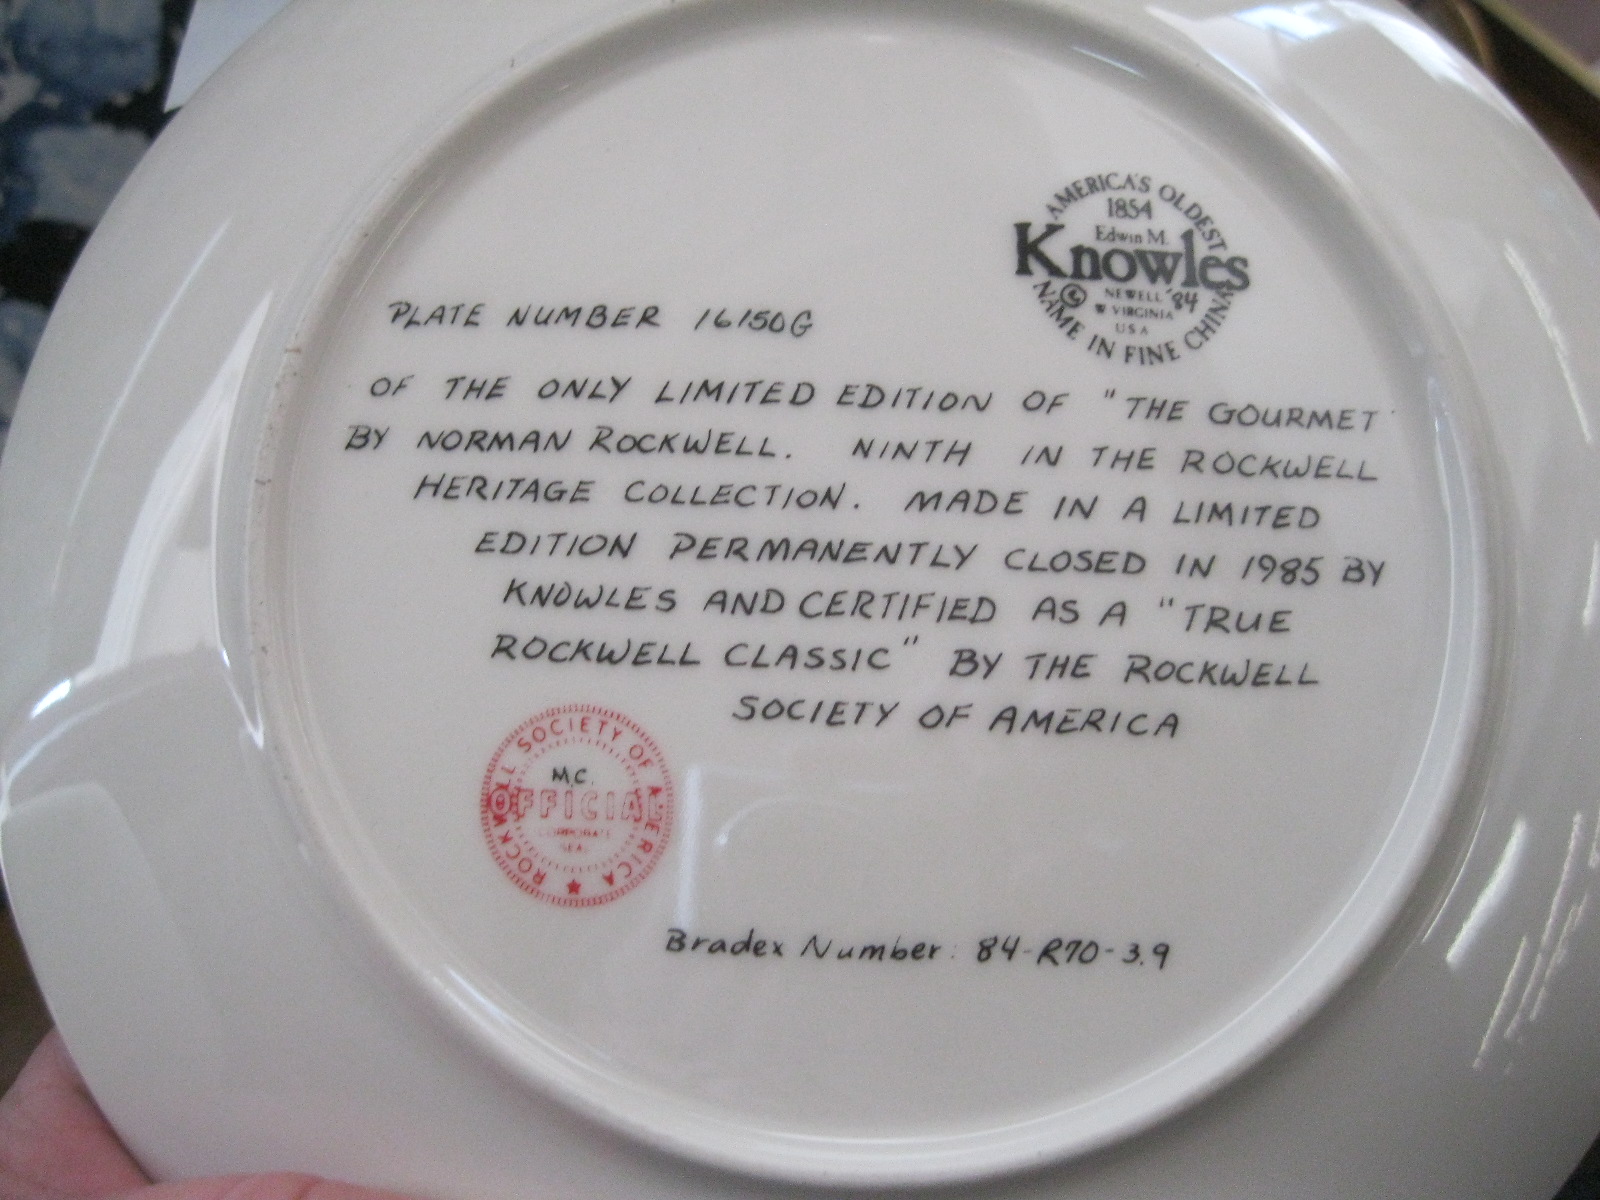 AMERICA'S OLDEST
1854
Edwin M.
Knowles
© NEWELL '84
W VIRGINIA
USA
NAME IN FINE CHINA
PLATE NUMBER 16150G
OF THE ONLY LIMITED EDITION OF "THE GOURMET
BY NORMAN ROCKWELL. NINTH IN THE ROCKWELL
HERITAGE COLLECTION. MADE IN A LIMITED
EDITION PERMANENTLY CLOSED IN 1985 BY
KNOWLES AND CERTIFIED AS A "TRUE
ROCKWELL CLASSIC" BY THE ROCKWELL
SOCIETY OF AMERICA
ROCKWELL SOCIETY OF AMERICA
M.C.
OFFICIAL
CORPORATE
SEAL
Bradex Number: 84-R70-3.9